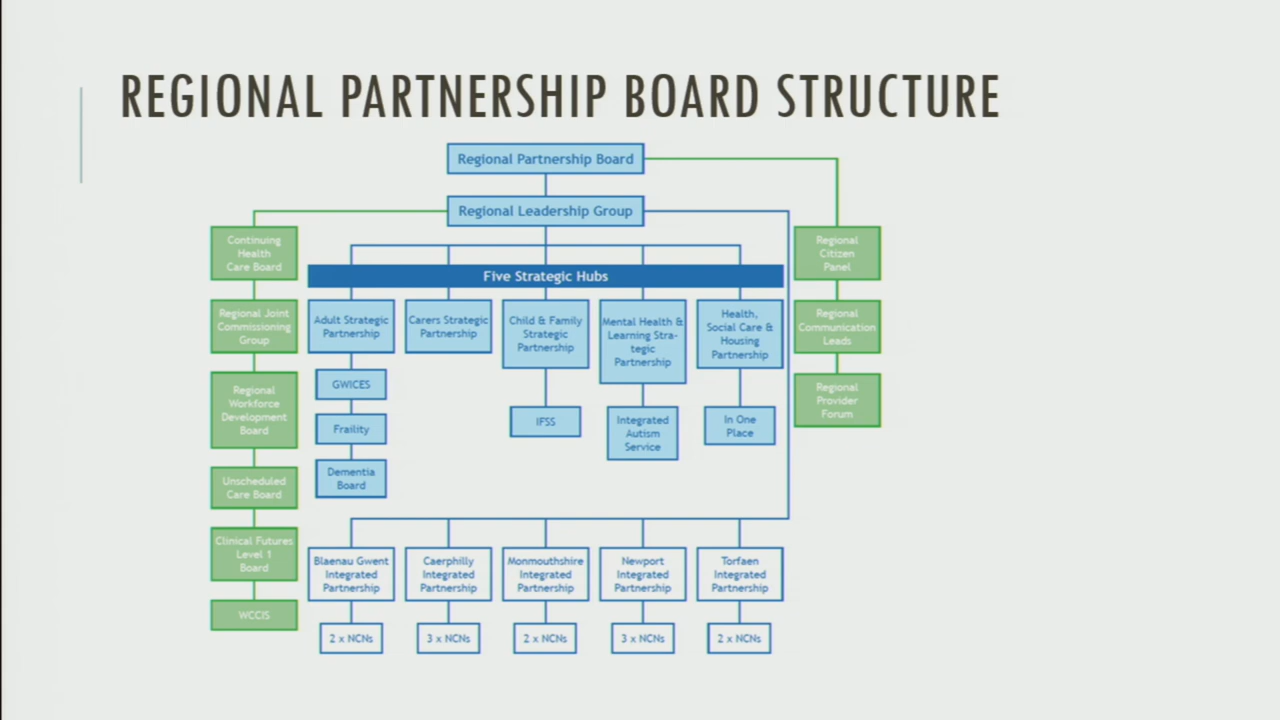 REGIONAL PARTNERSHIP BOARD STRUCTURE
Regional Partnership Board
Regional Leadership Group
Continuing
Health
Care Board
Regional Joint
Commissioning
Group
Regional
Workforce
Development
Board
Unscheduled
Care Board
Clinical Futures
Level 1
Board
WCCIS
Five Strategic Hubs
Adult Strategic
Partnership
GWICES
Fraility
Dementia
Board
Carers Strategic
Partnership
Child & Family
Strategic
Partnership
IFSS
Mental Health &
Learning Stra-
tegic
Partnership
Integrated
Autism
Service
Health,
Social Care &
Housing
Partnership
In One
Place
Regional
Citizen
Panel
Regional
Communication
Leads
Regional
Provider
Forum
Blaenau Gwent
Integrated
Partnership
2 x NCNs
Caerphilly
Integrated
Partnership
3 x NCNs
Monmouthshire
Integrated
Partnership
2 x NCNs
Newport
Integrated
Partnership
3 x NCNs
Torfaen
Integrated
Partnership
2 x NCNs